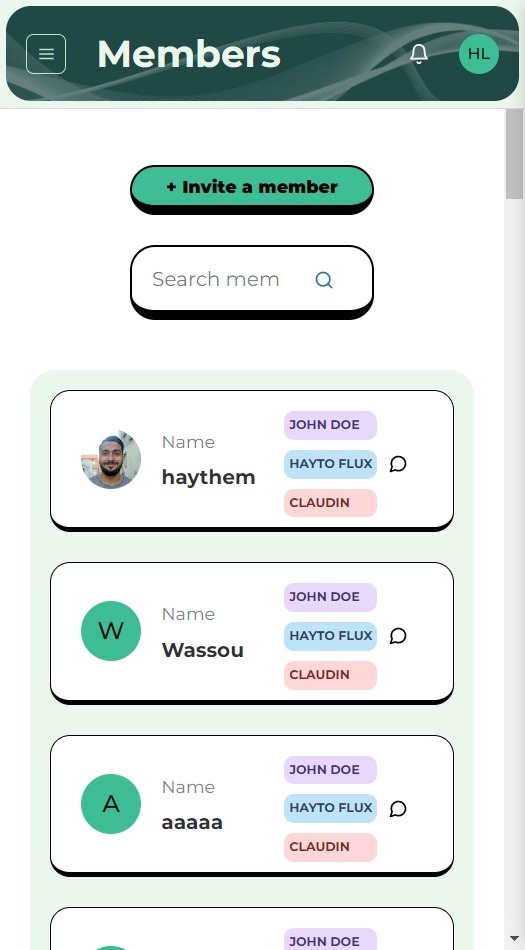 Members
HL
+ Invite a member
Search mem
Name
haythem
JOHN DOE
HAYTO FLUX
CLAUDIN
W
Name
Wassou
JOHN DOE
HAYTO FLUX
CLAUDIN
A
Name
aaaaa
JOHN DOE
HAYTO FLUX
CLAUDIN
JOHN DOE